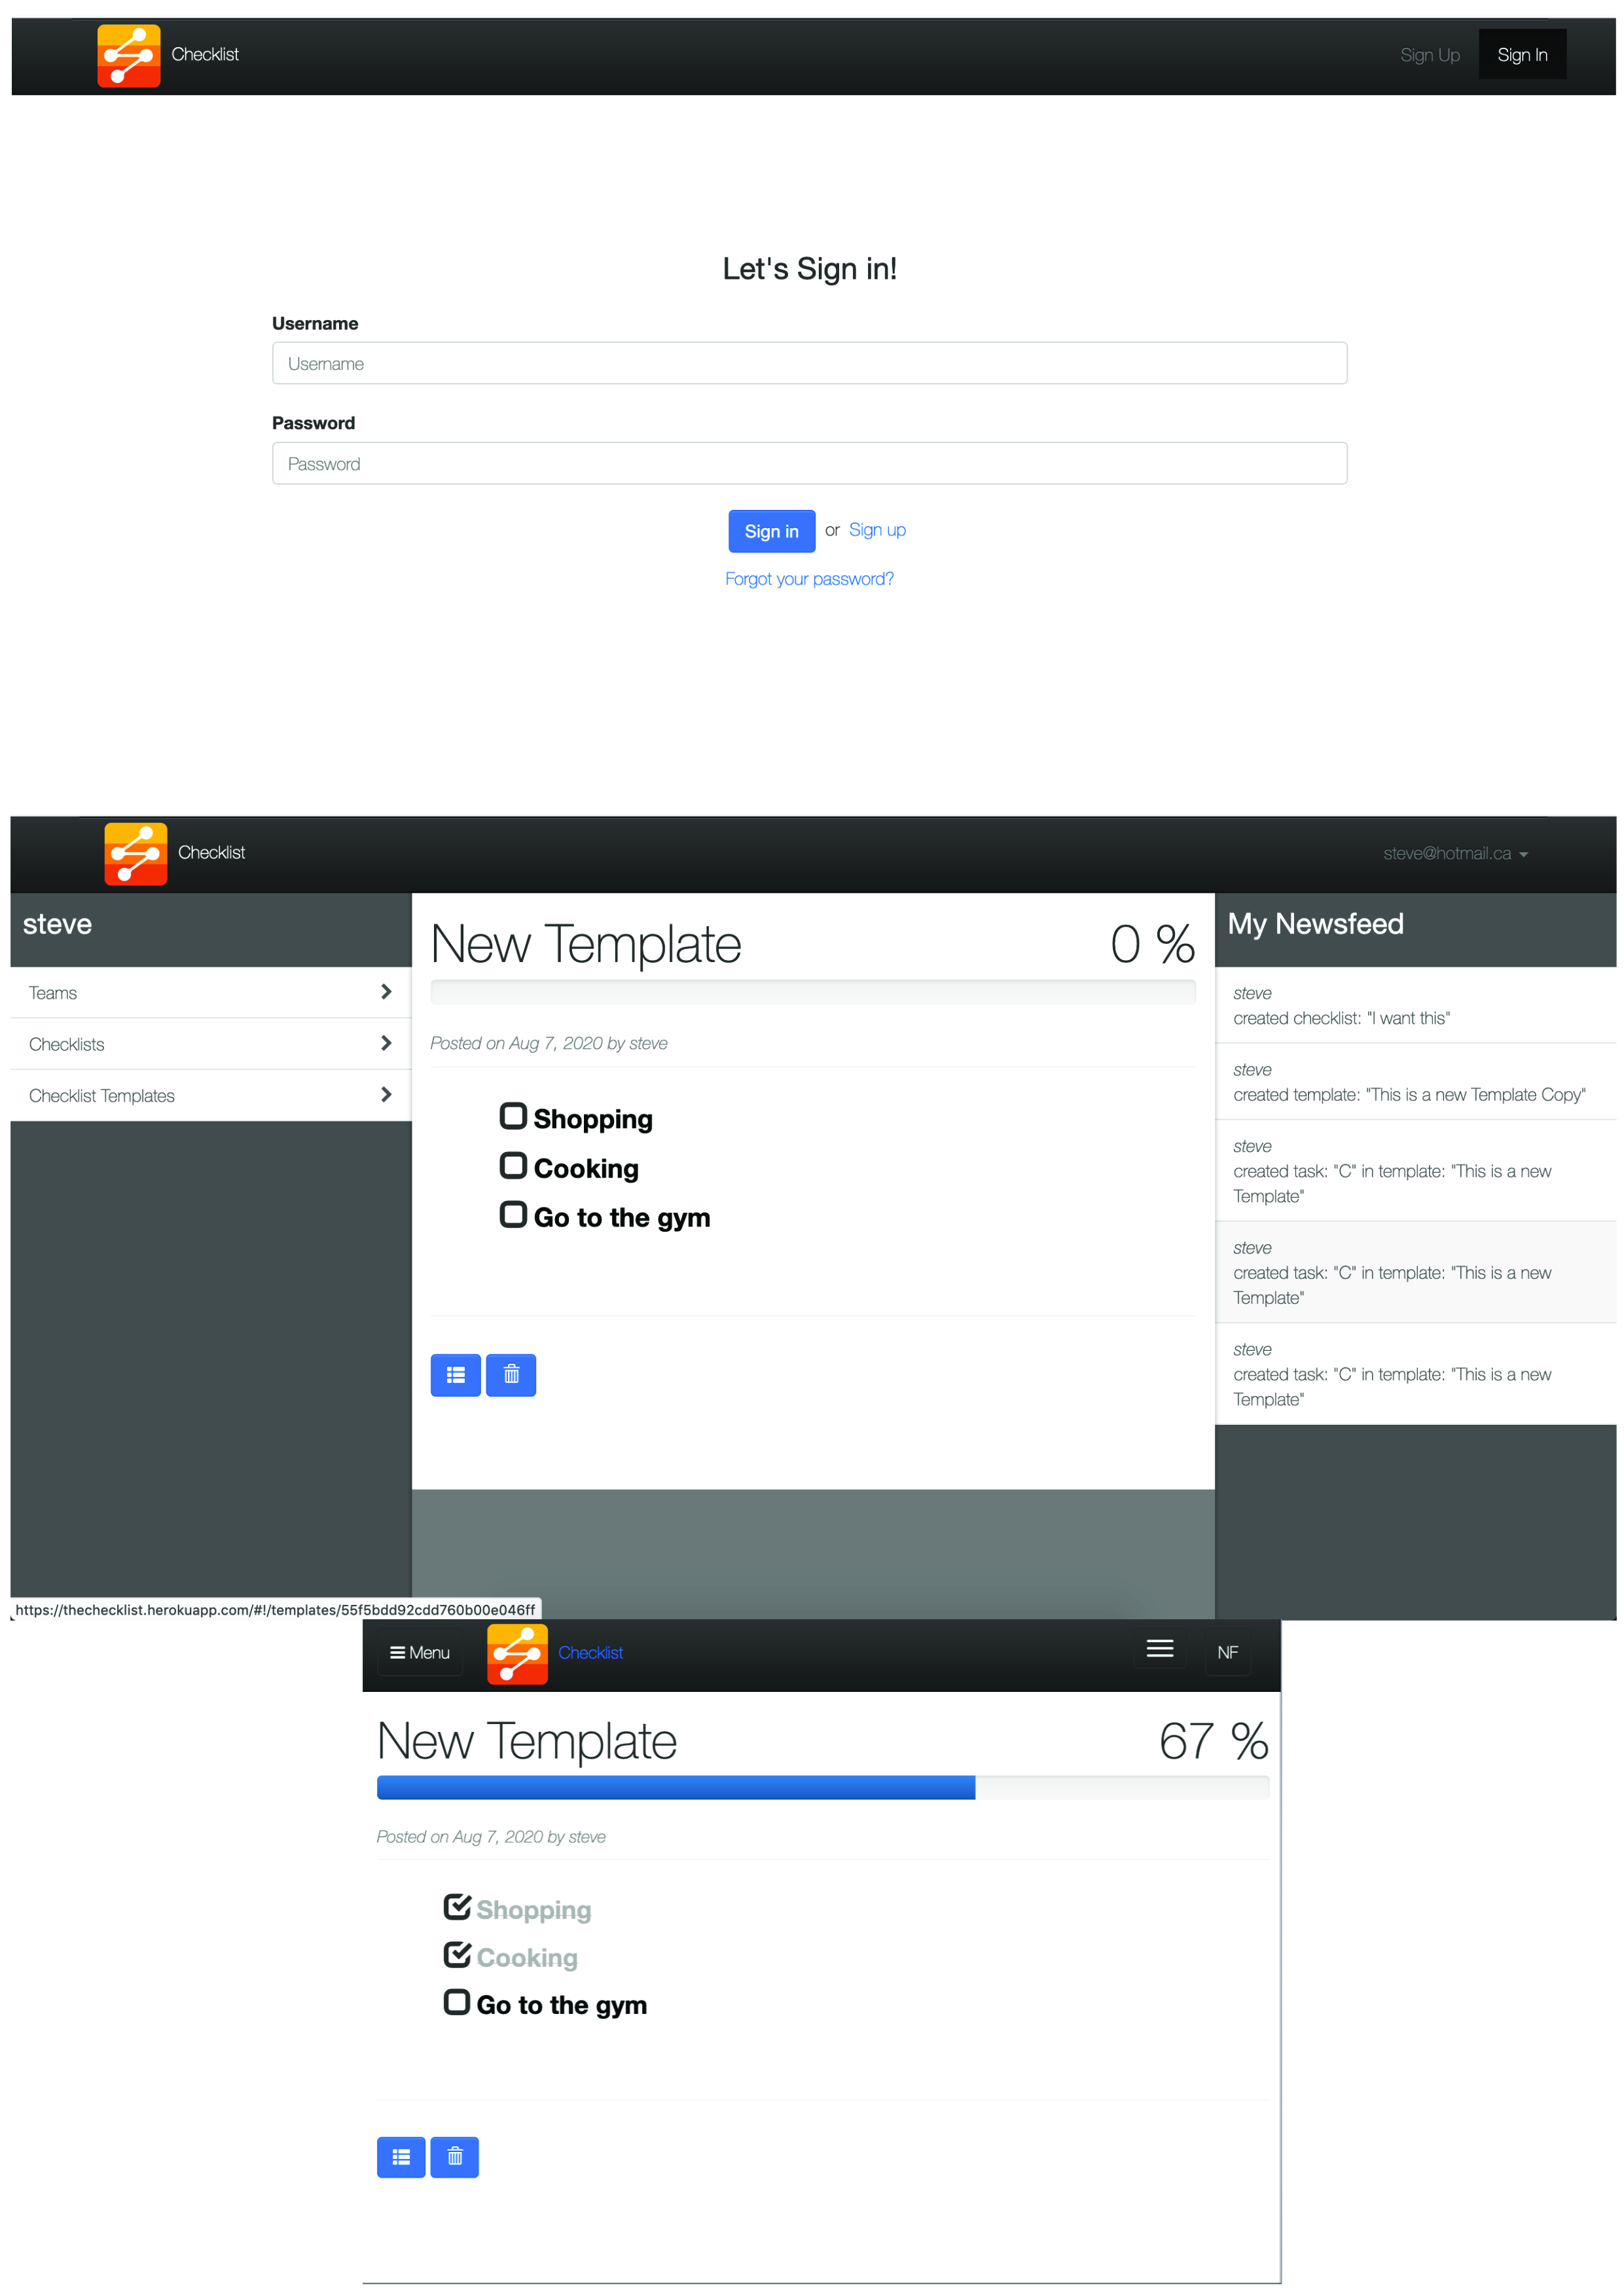 Checklist
Sign Up
Sign In
Let's Sign in!
Username
Username
Password
Password
Sign in or Sign up
Forgot your password?
Checklist
steve@hotmail.ca
steve
Teams
Checklists
Checklist Templates
New Template 0 %
Posted on Aug 7, 2020 by steve
Shopping
Cooking
Go to the gym
My Newsfeed
steve
created checklist: "I want this"
steve
created template: "This is a new Template Copy"
steve
created task: "C" in template: "This is a new
Template"
steve
created task: "C" in template: "This is a new
Template"
steve
created task: "C" in template: "This is a new
Template"
https://thechecklist.herokuapp.com/#!/templates/55f5bdd92cdd760b00e046ff
Menu
Checklist
NF
New Template 67 %
Posted on Aug 7, 2020 by steve
Shopping
Cooking
Go to the gym